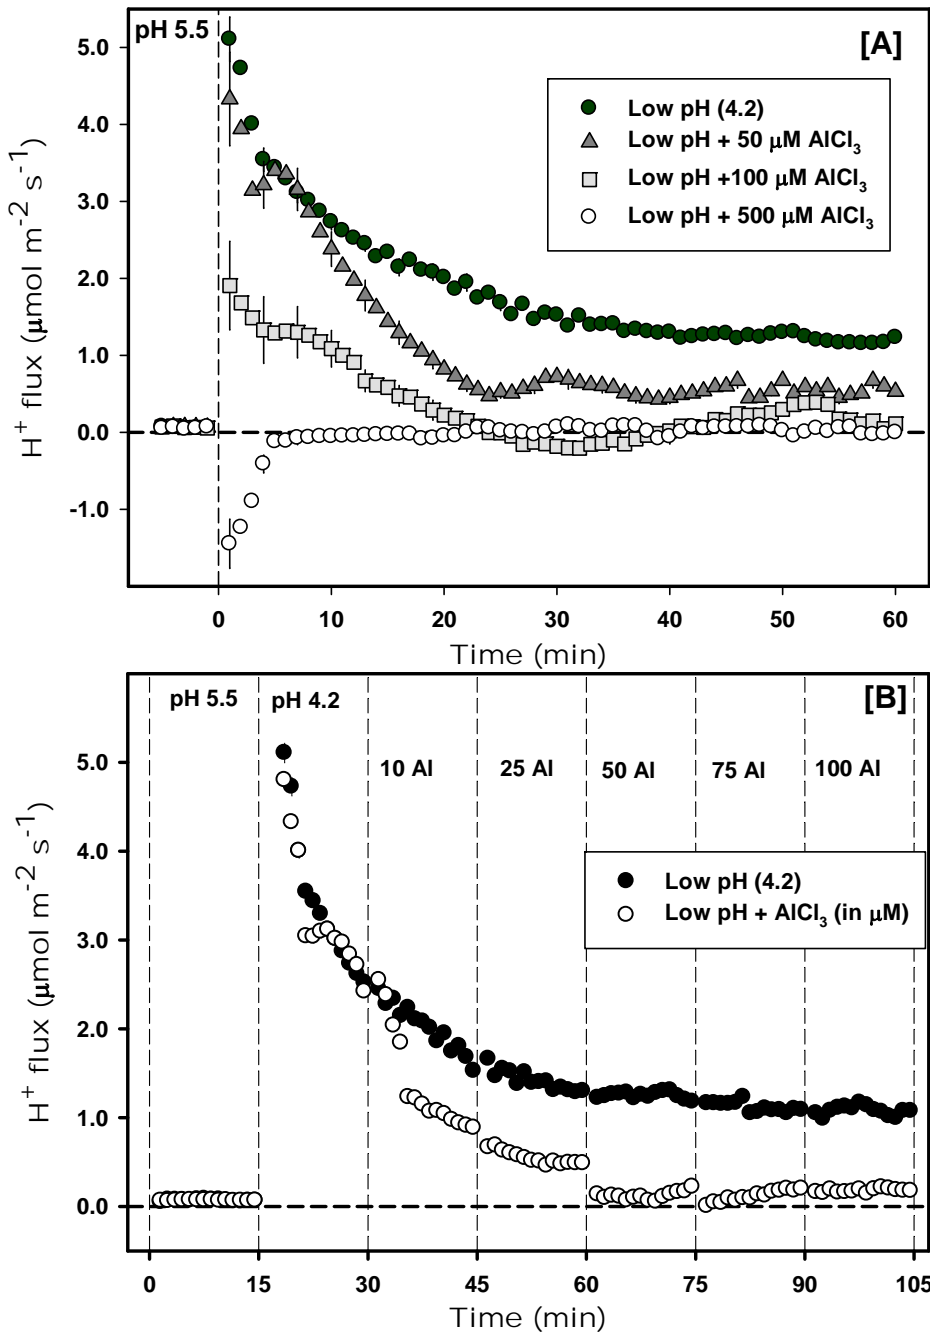 pH 5.5
[A]
5.0
4.0
3.0
2.0
1.0
0.0
-1.0
H⁺ flux (μmol m⁻² s⁻¹)
Low pH (4.2)
Low pH + 50 μM AlCl₃
Low pH +100 μM AlCl₃
Low pH + 500 μM AlCl₃
0 10 20 30 40 50 60
Time (min)
pH 5.5 pH 4.2 [B]
10 Al 25 Al 50 Al 75 Al 100 Al
5.0
4.0
3.0
2.0
1.0
0.0
H⁺ flux (μmol m⁻² s⁻¹)
Low pH (4.2)
Low pH + AlCl₃ (in μM)
0 15 30 45 60 75 90 105
Time (min)